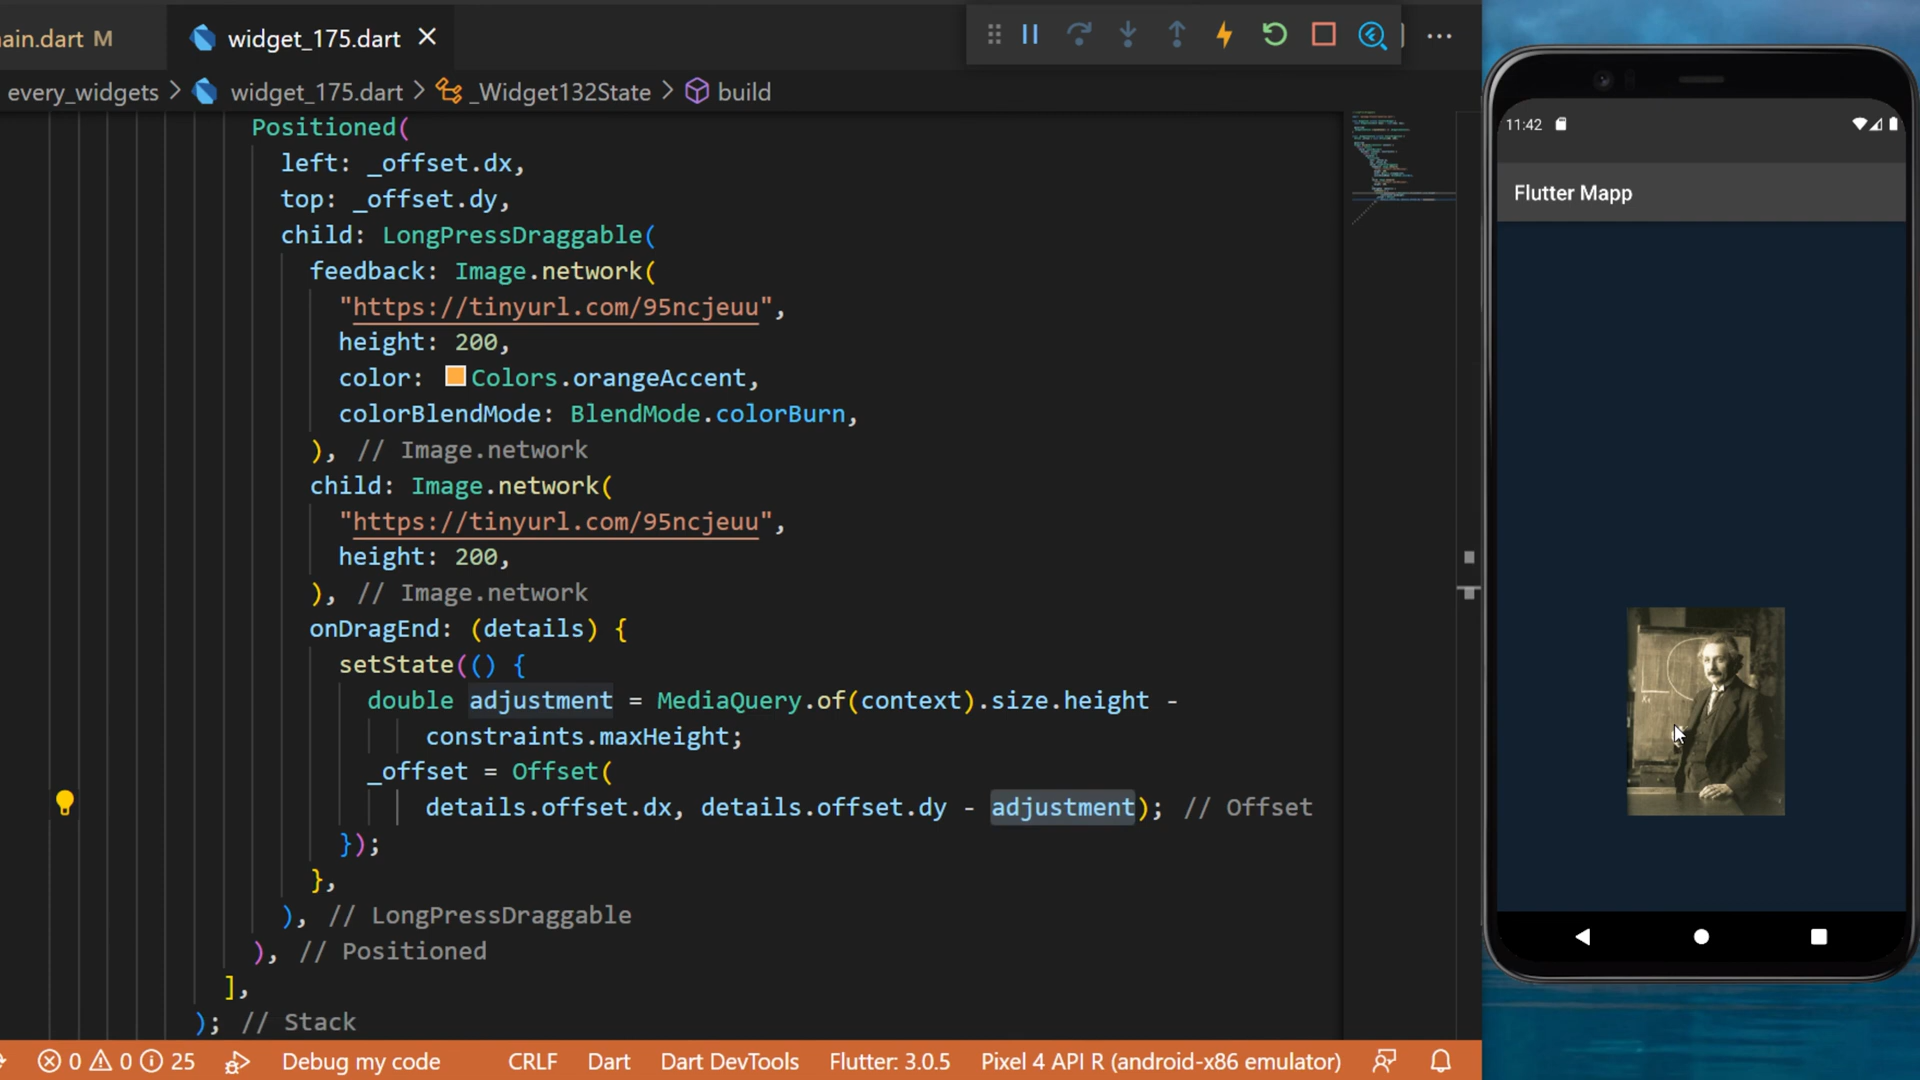 ain.dart M
widget_175.dart
every_widgets > widget_175.dart > _Widget132State > build
Positioned(
left: _offset.dx,
top: _offset.dy,
child: LongPressDraggable(
feedback: Image.network(
"https://tinyurl.com/95ncjeuu",
height: 200,
color: Colors.orangeAccent,
colorBlendMode: BlendMode.colorBurn,
), // Image.network
child: Image.network(
"https://tinyurl.com/95ncjeuu",
height: 200,
), // Image.network
onDragEnd: (details) {
setState(() {
double adjustment = MediaQuery.of(context).size.height -
constraints.maxHeight;
_offset = Offset(
details.offset.dx, details.offset.dy - adjustment); // Offset
});
},
), // LongPressDraggable
), // Positioned
],
); // Stack
0 0 25 Debug my code CRLF Dart Dart DevTools Flutter: 3.0.5 Pixel 4 API R (android-x86 emulator)
11:42
Flutter Mapp